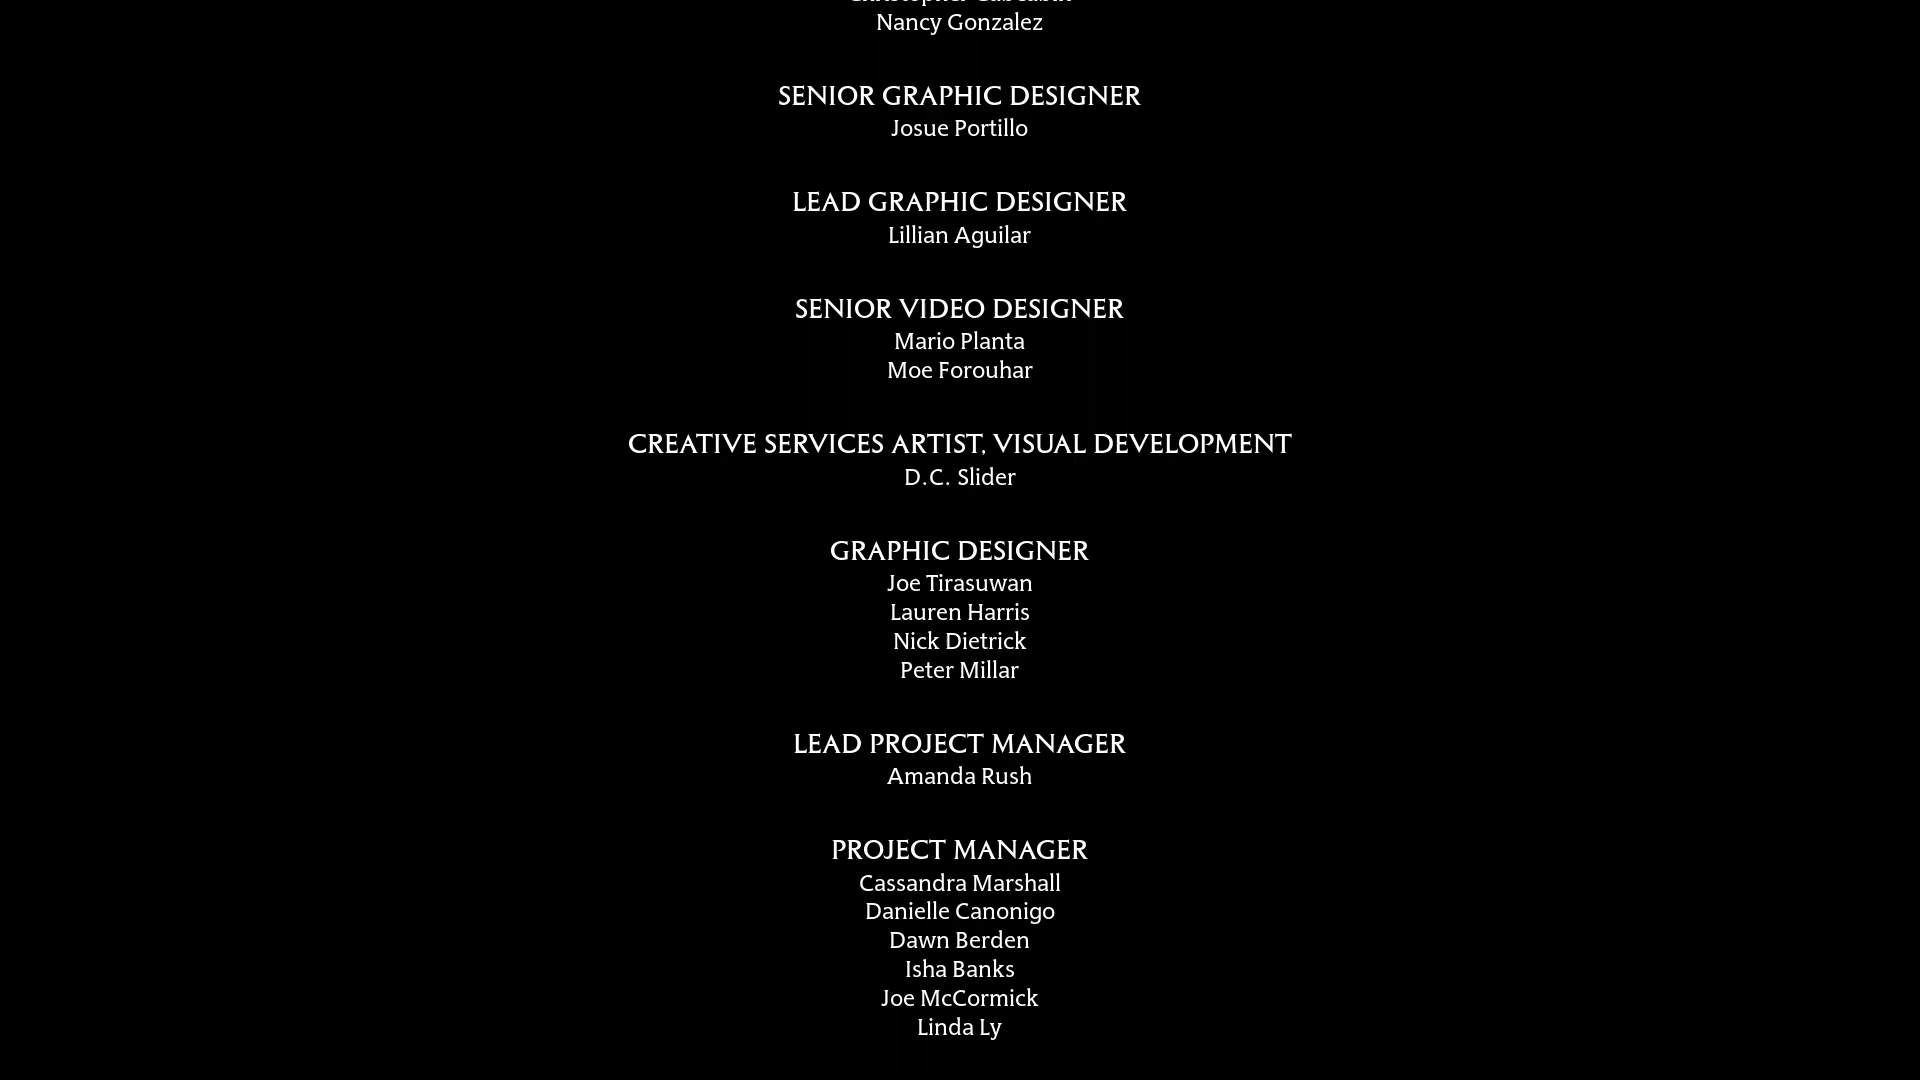 Nancy Gonzalez
SENIOR GRAPHIC DESIGNER
Josue Portillo
LEAD GRAPHIC DESIGNER
Lillian Aguilar
SENIOR VIDEO DESIGNER
Mario Planta
Moe Forouhar
CREATIVE SERVICES ARTIST, VISUAL DEVELOPMENT
D.C. Slider
GRAPHIC DESIGNER
Joe Tirasuwan
Lauren Harris
Nick Dietrick
Peter Millar
LEAD PROJECT MANAGER
Amanda Rush
PROJECT MANAGER
Cassandra Marshall
Danielle Canonigo
Dawn Berden
Isha Banks
Joe McCormick
Linda Ly